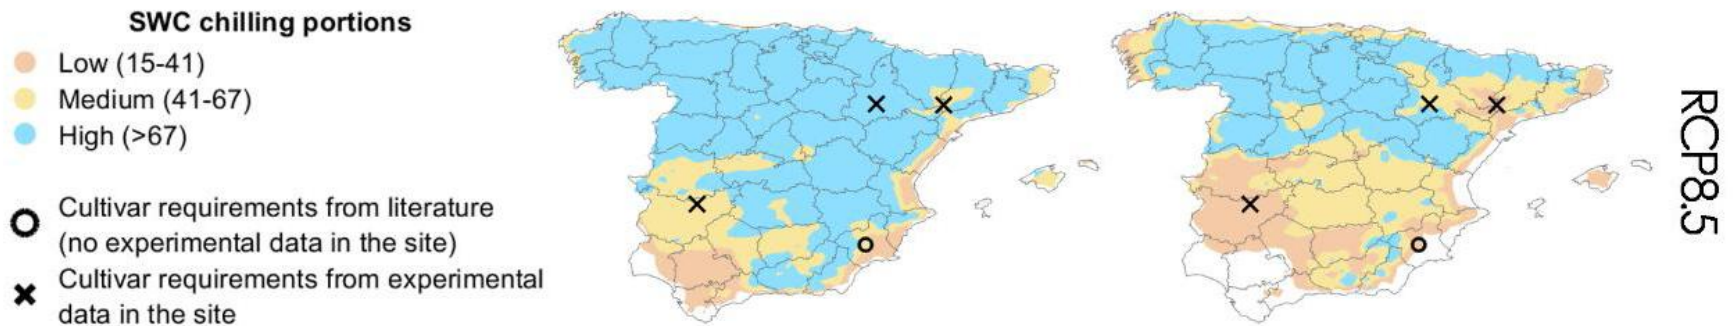 SWC chilling portions
Low (15-41)
Medium (41-67)
High (>67)
Cultivar requirements from literature
(no experimental data in the site)
Cultivar requirements from experimental
data in the site
RCP8.5